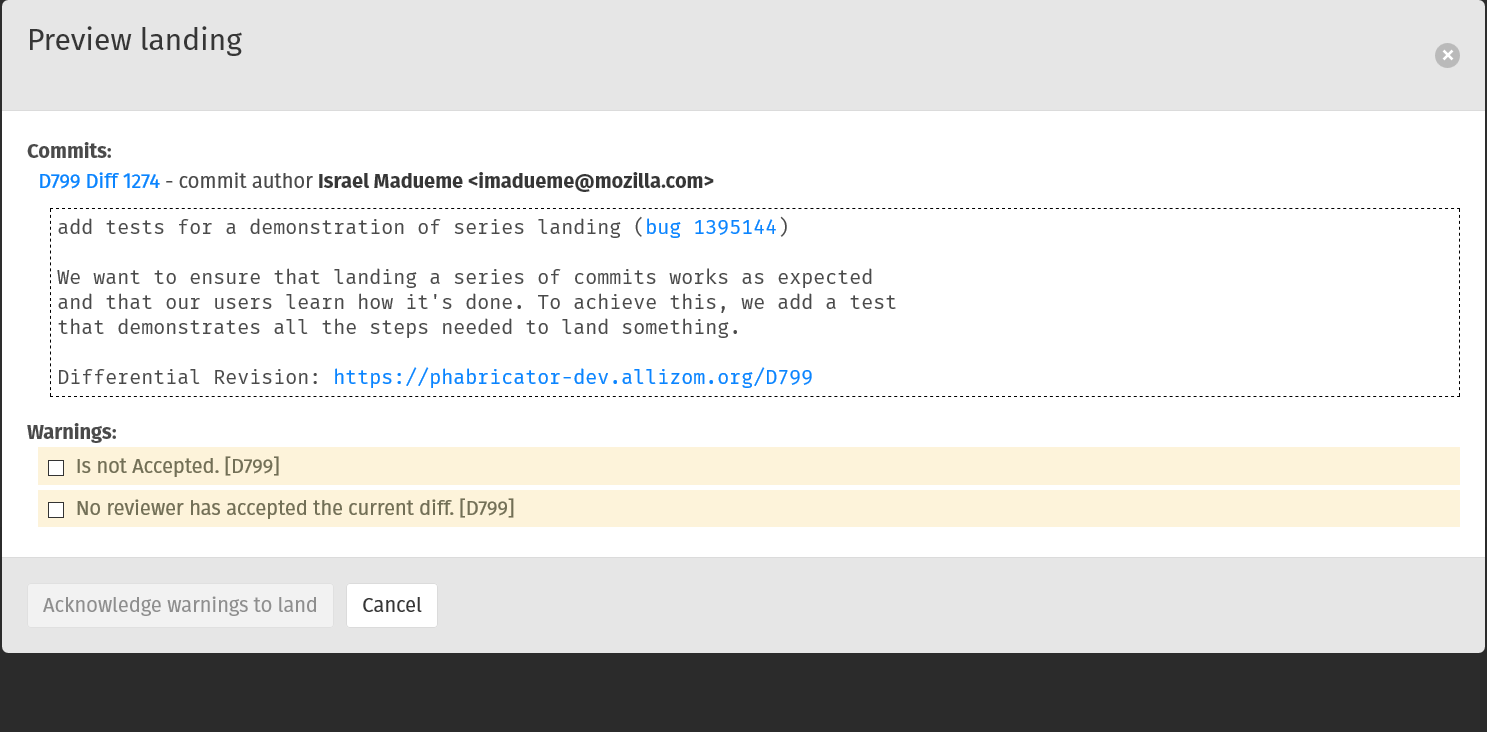 Preview landing
Commits:
D799 Diff 1274 - commit author Israel Madueme <imadueme@mozilla.com>
add tests for a demonstration of series landing (bug 1395144)
We want to ensure that landing a series of commits works as expected
and that our users learn how it's done. To achieve this, we add a test
that demonstrates all the steps needed to land something.
Differential Revision: https://phabricator-dev.allizom.org/D799
Warnings:
Is not Accepted. [D799]
No reviewer has accepted the current diff. [D799]
Acknowledge warnings to land Cancel